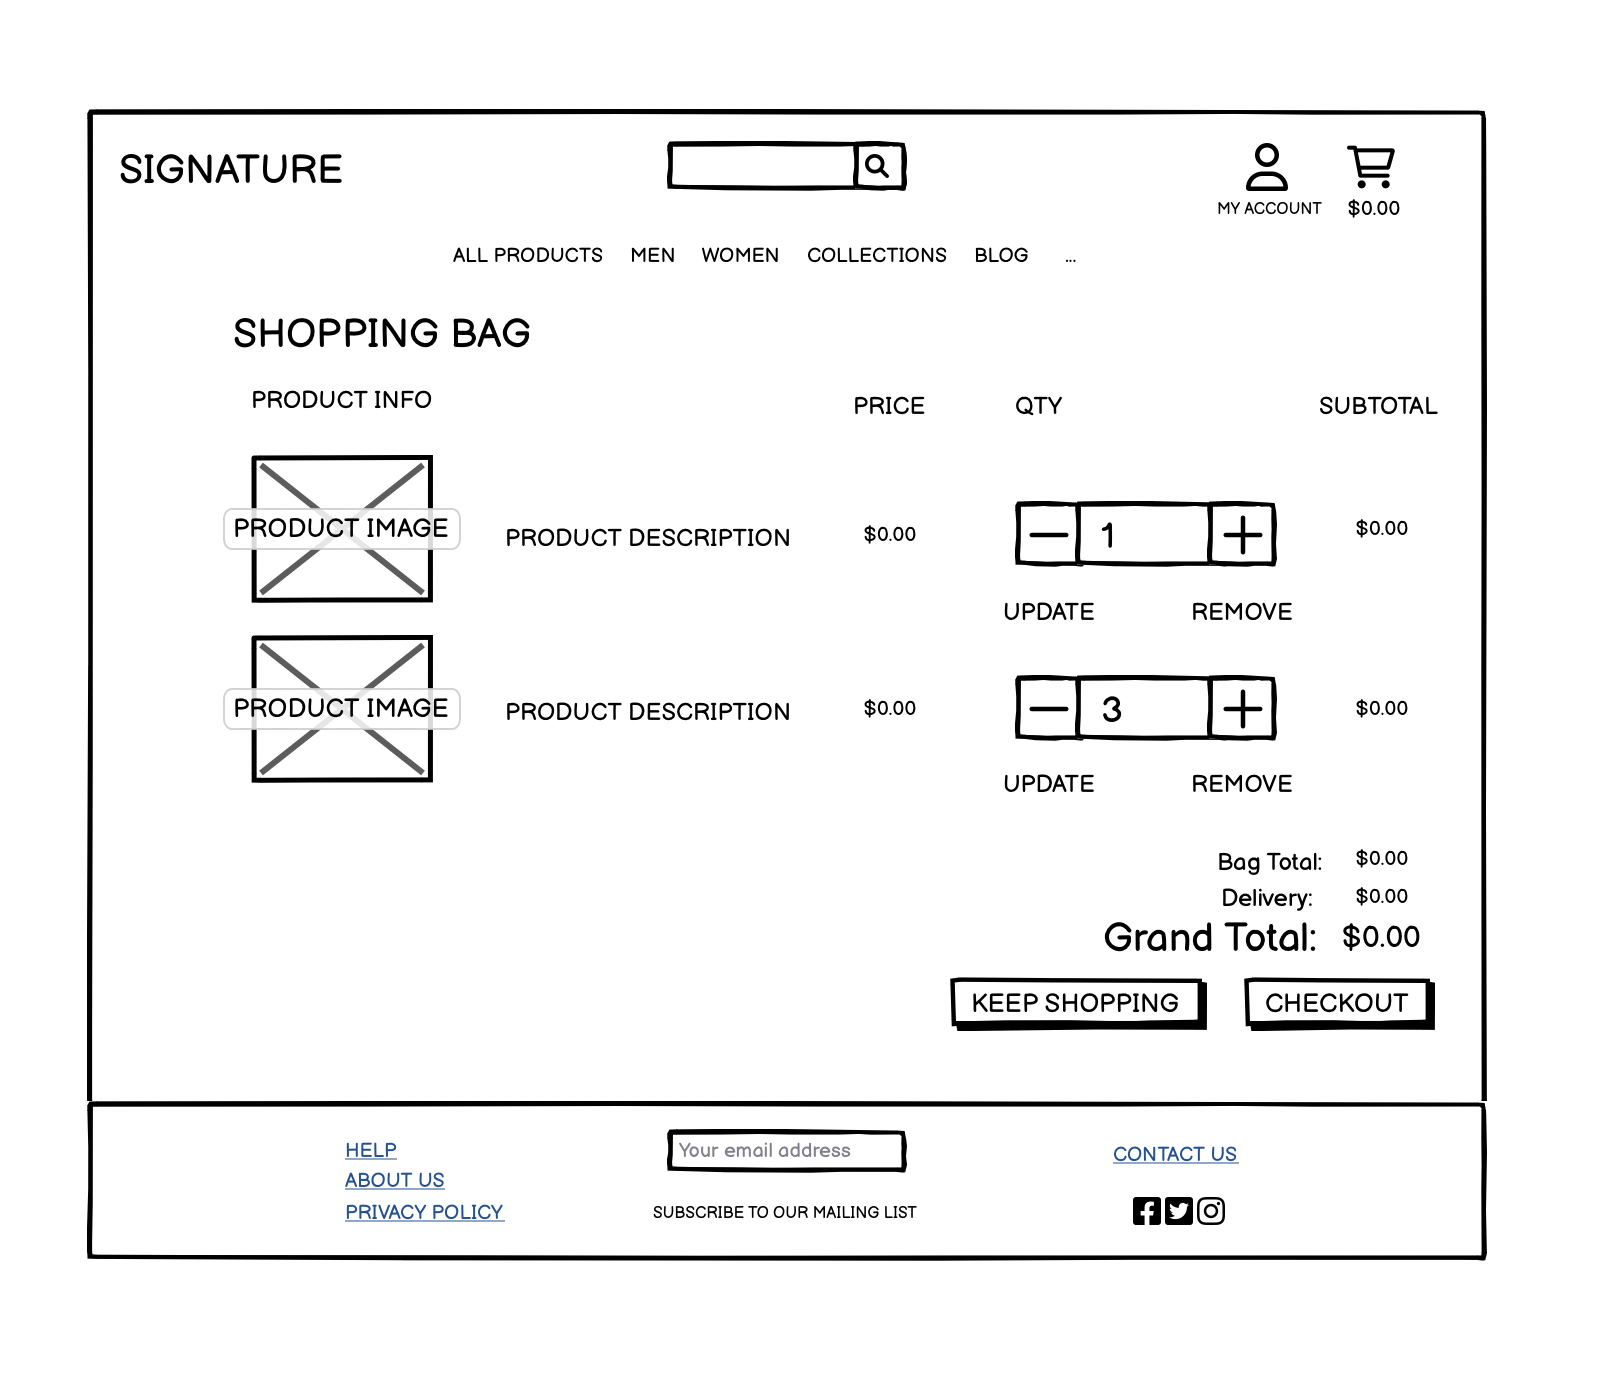 SIGNATURE
MY ACCOUNT $0.00
ALL PRODUCTS MEN WOMEN COLLECTIONS BLOG ...
SHOPPING BAG
PRODUCT INFO PRICE QTY SUBTOTAL
PRODUCT IMAGE PRODUCT DESCRIPTION $0.00 1 $0.00
UPDATE REMOVE
PRODUCT IMAGE PRODUCT DESCRIPTION $0.00 3 $0.00
UPDATE REMOVE
Bag Total: $0.00
Delivery: $0.00
Grand Total: $0.00
KEEP SHOPPING CHECKOUT
HELP Your email address CONTACT US
ABOUT US
PRIVACY POLICY SUBSCRIBE TO OUR MAILING LIST